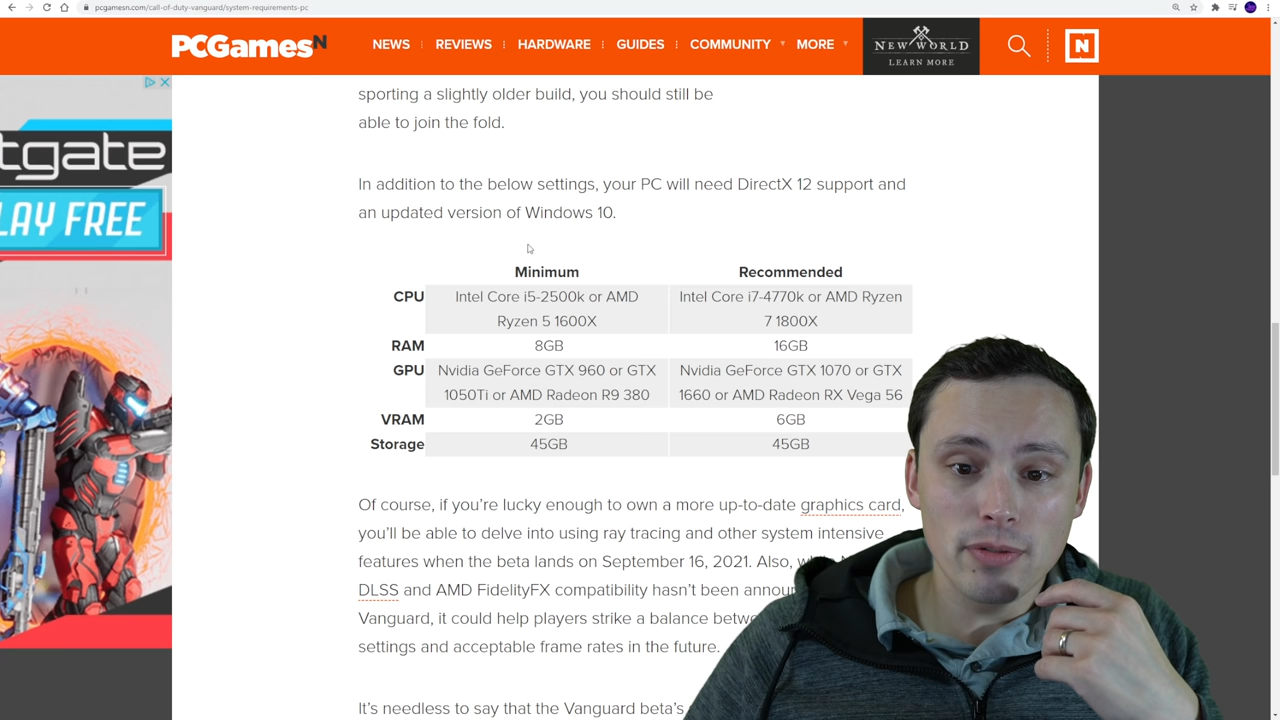 pcgamesn.com/call-of-duty-vanguard/system-requirements-pc
PCGamesN
NEWS
REVIEWS
HARDWARE
GUIDES
COMMUNITY
MORE
NEW WORLD
LEARN MORE
N
tgate
LAY FREE
sporting a slightly older build, you should still be
able to join the fold.
In addition to the below settings, your PC will need DirectX 12 support and
an updated version of Windows 10.
Minimum Recommended
CPU Intel Core i5-2500k or AMD Intel Core i7-4770k or AMD Ryzen
Ryzen 5 1600X 7 1800X
RAM 8GB 16GB
GPU Nvidia GeForce GTX 960 or GTX Nvidia GeForce GTX 1070 or GTX
1050Ti or AMD Radeon R9 380 1660 or AMD Radeon RX Vega 56
VRAM 2GB 6GB
Storage 45GB 45GB
Of course, if you're lucky enough to own a more up-to-date graphics card,
you'll be able to delve into using ray tracing and other system intensive
features when the beta lands on September 16, 2021. Also,
DLSS and AMD FidelityFX compatibility hasn't been
Vanguard, it could help players strike a balance
settings and acceptable frame rates in the future.
It's needless to say that the Vanguard beta's